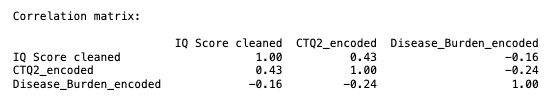 Correlation matrix:
IQ Score cleaned CTQ2_encoded Disease_Burden_encoded
IQ Score cleaned 1.00 0.43 −0.16
CTQ2_encoded 0.43 1.00 −0.24
Disease_Burden_encoded −0.16 −0.24 1.00